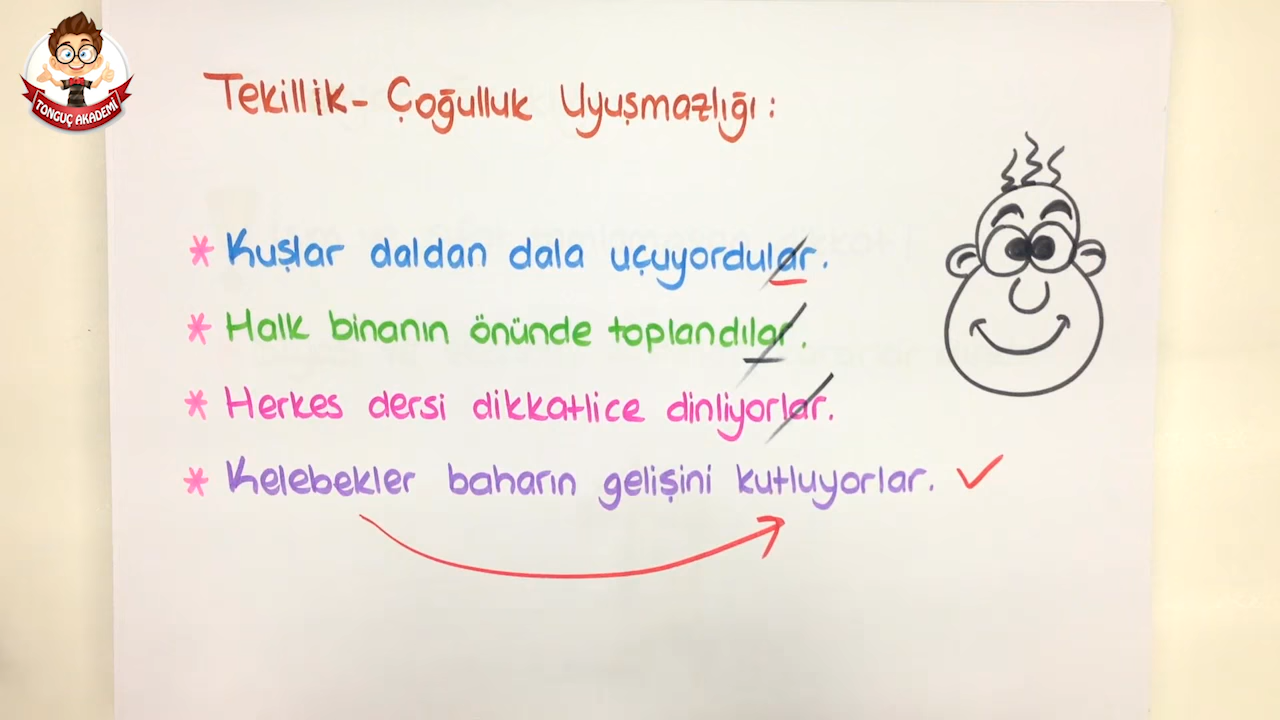 TONGUÇ AKADEMİ
Tekillik - Çoğulluk Uyuşmazlığı:
* Kuşlar daldan dala uçuyordular.
* Halk binanın önünde toplandılar.
* Herkes dersi dikkatlice dinliyorlar.
* Kelebekler baharın gelişini kutluyorlar. ✓